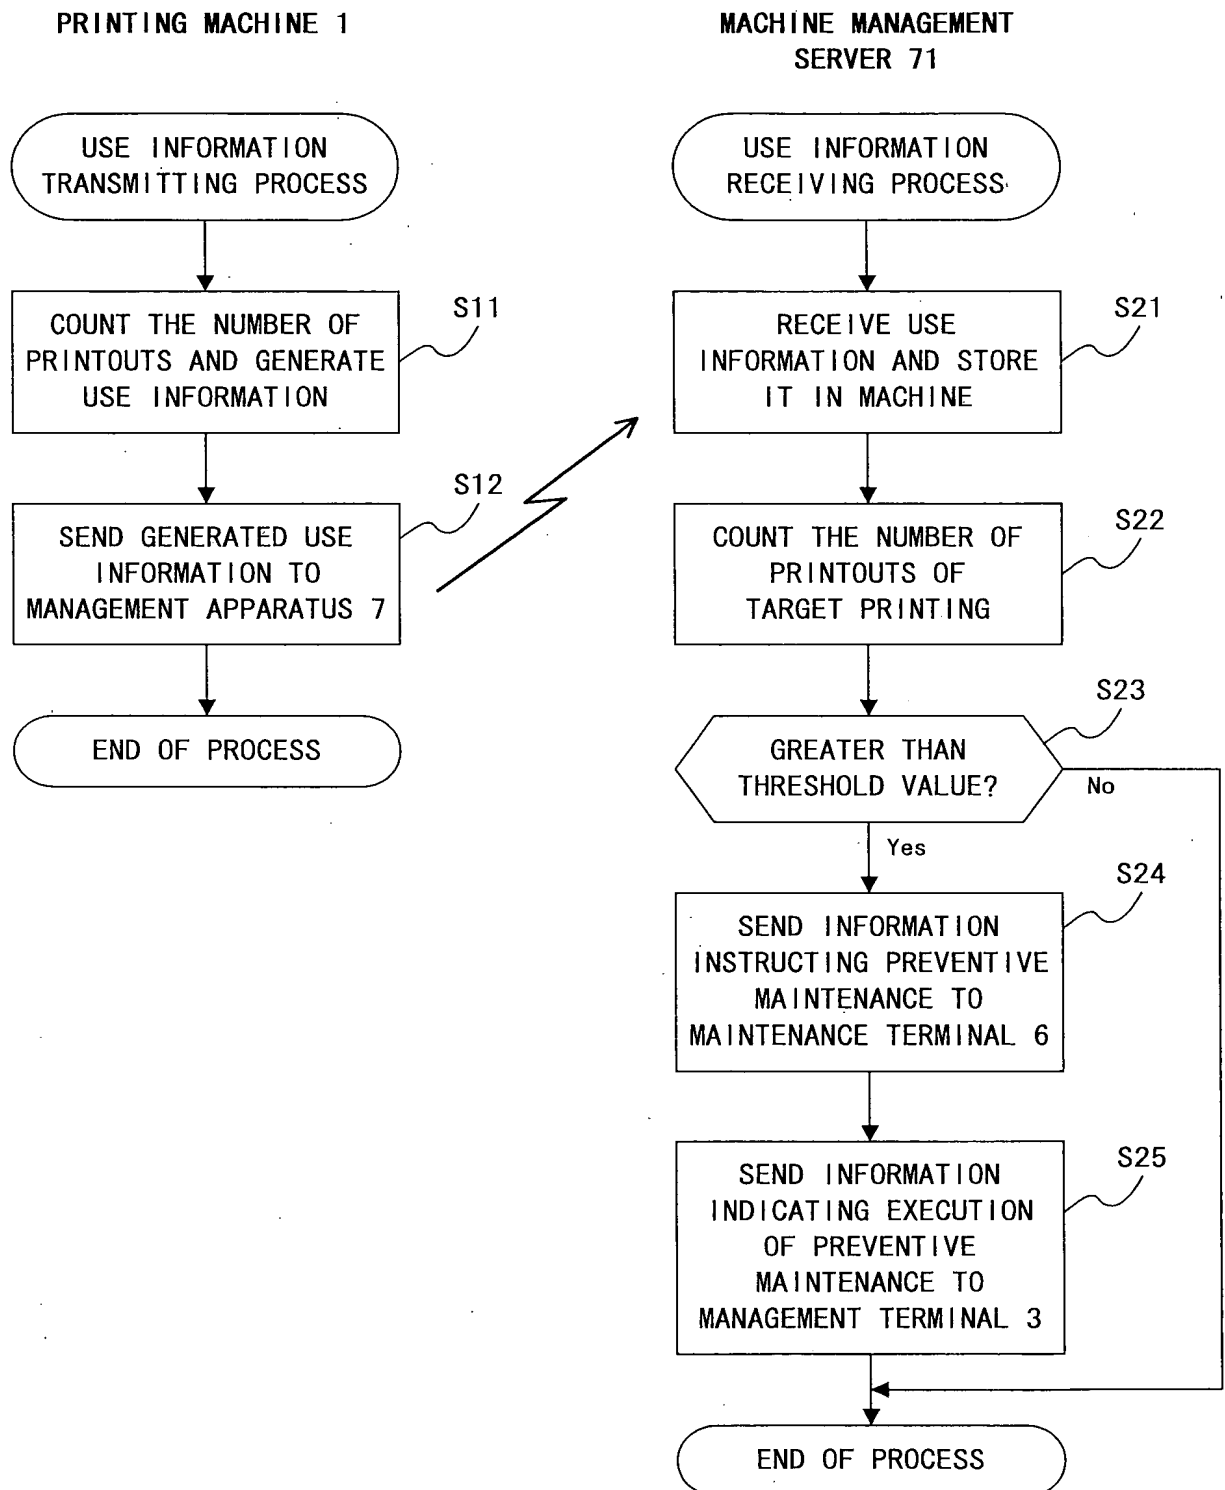 PRINTING MACHINE 1
USE INFORMATION
TRANSMITTING PROCESS
COUNT THE NUMBER OF
PRINTOUTS AND GENERATE
USE INFORMATION
S11
SEND GENERATED USE
INFORMATION TO
MANAGEMENT APPARATUS 7
S12
END OF PROCESS
MACHINE MANAGEMENT
SERVER 71
USE INFORMATION
RECEIVING PROCESS
RECEIVE USE
INFORMATION AND STORE
IT IN MACHINE
S21
COUNT THE NUMBER OF
PRINTOUTS OF
TARGET PRINTING
S22
GREATER THAN
THRESHOLD VALUE?
S23
No
Yes
SEND INFORMATION
INSTRUCTING PREVENTIVE
MAINTENANCE TO
MAINTENANCE TERMINAL 6
S24
SEND INFORMATION
INDICATING EXECUTION
OF PREVENTIVE
MAINTENANCE TO
MANAGEMENT TERMINAL 3
S25
END OF PROCESS